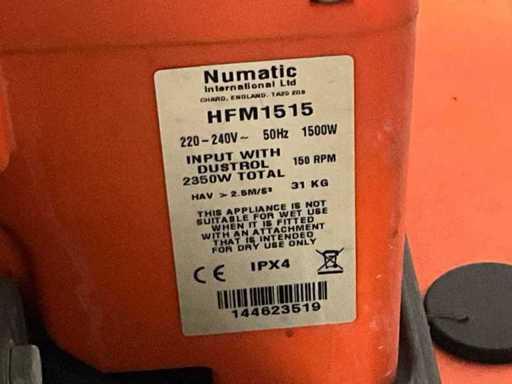 Numatic
International Ltd
CHARD, ENGLAND. TA20 2GB
HFM1515
220-240V~ 50Hz 1500W
INPUT WITH
DUSTROL 150 RPM
2350W TOTAL
HAV > 2.5M/S² 31 KG
THIS APPLIANCE IS NOT
SUITABLE FOR WET USE
WHEN IT IS FITTED
WITH AN ATTACHMENT
THAT IS INTENDED
FOR DRY USE ONLY
CE IPX4
144623519